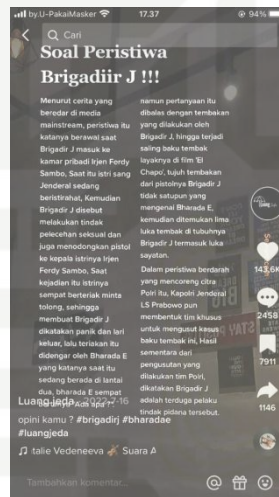 by.U-PakaiMasker
17.37
94%
Cari
Soal Peristiwa
Brigadiir J !!!
Menurut cerita yang
beredar di media
mainstream, peristiwa itu
katanya berawal saat
Brigadir J masuk ke
kamar pribadi Irjen Ferdy
Sambo, Saat itu istri sang
Jenderal sedang
beristirahat, Kemudian
Brigadir J disebut
melakukan tindak
pelecehan seksual dan
juga menodongkan pistol
ke kepala istrinya Irjen
Ferdy Sambo, Saat
kejadian itu istrinya
sempat berteriak minta
tolong, sehingga
membuat Brigadir J
dikatakan panik dan lari
keluar, lalu teriakan itu
didengar oleh Bharada E
yang katanya saat itu
sedang berada di lantai
dua, bharada E sempat
namun pertanyaan itu
dibalas dengan tembakan
yang dilakukan oleh
Brigadir J, hingga terjadi
saling baku tembak
layaknya di film 'El
Chapo', tujuh tembakan
dari pistolnya Brigadir J
tidak satupun yang
mengenai Bharada E,
kemudian ditemukan lima
luka tembak di tubuhnya
Brigadir J termasuk luka
sayatan.
Dalam peristiwa berdarah
yang mencoreng citra
Polri itu, Kapolri Jenderal
LS Prabowo pun
membentuk tim khusus
untuk mengusut kasus
baku tembak ini, Hasil
sementara dari
pengusutan yang
dilakukan tim Polri,
dikatakan Brigadir J
adalah terduga pelaku
tindak pidana tersebut.
143,6K
2458
7911
1146
Luang jeda · 2022-7-16
opini kamu ? #brigadirj #bharadae
#luangjeda
talie Vedeneeva
Suara A
Tambahkan komentar...